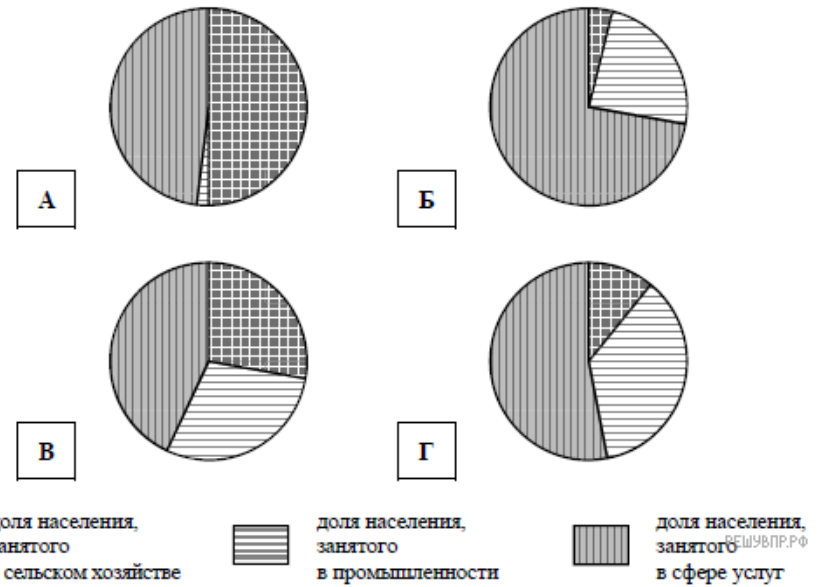 А
Б
В
Г
доля населения,
занятого
сельском хозяйстве
доля населения,
занятого
в промышленности
доля населения,
занятого
в сфере услуг
РЕШУВПР.РФ